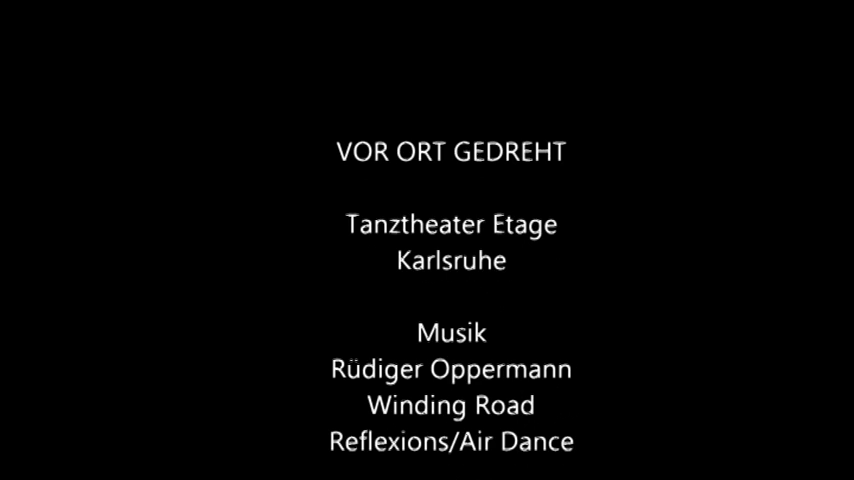 VOR ORT GEDREHT
Tanztheater Etage
Karlsruhe
Musik
Rüdiger Oppermann
Winding Road
Reflexions/Air Dance